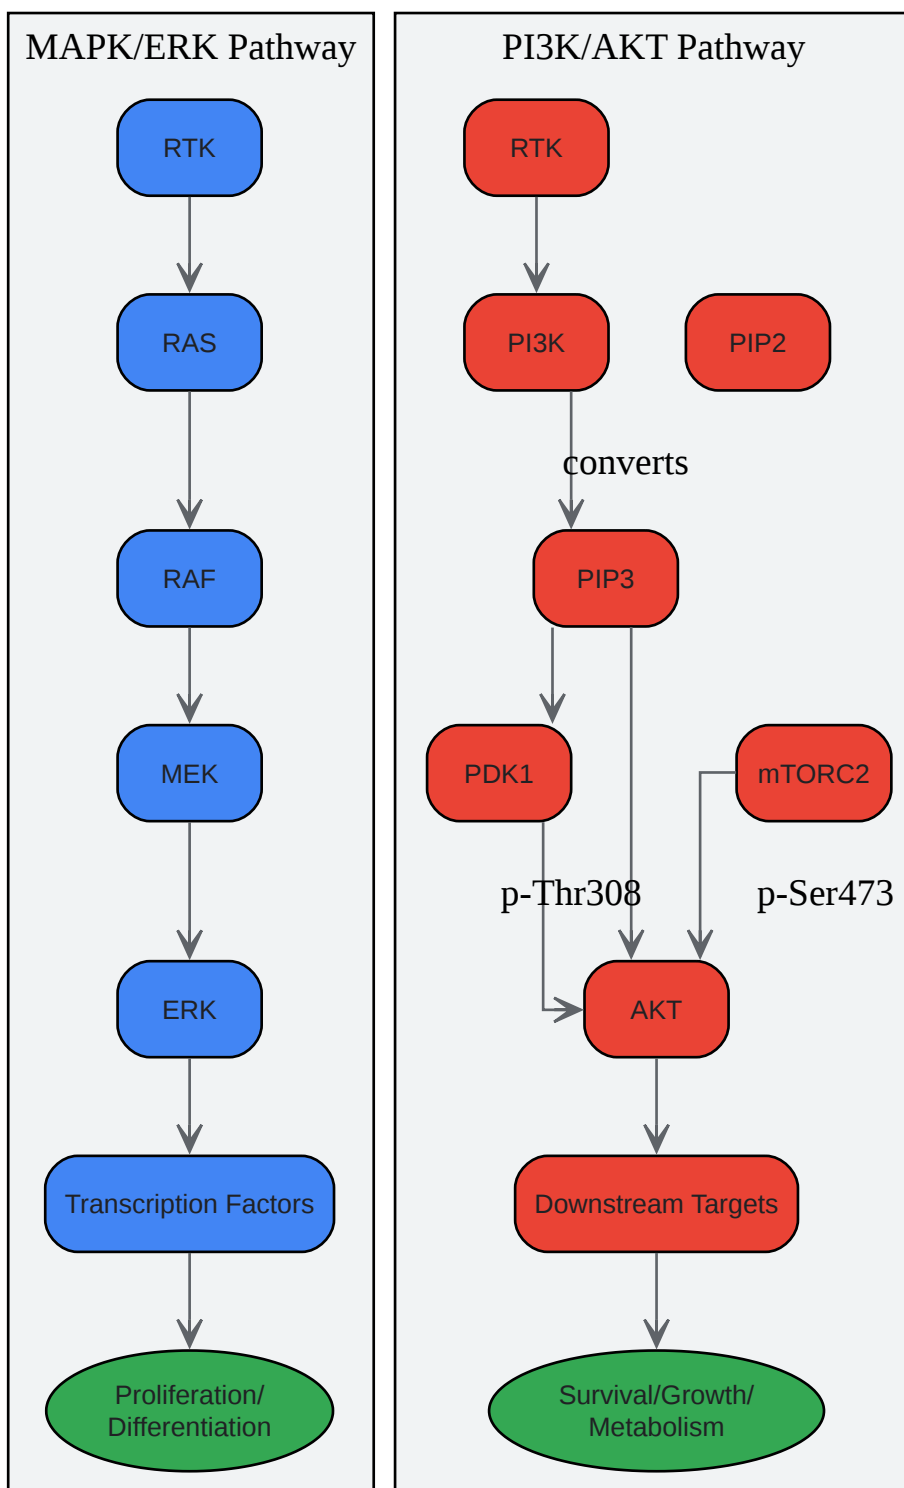 MAPK/ERK Pathway
RTK
RAS
RAF
MEK
ERK
Transcription Factors
Proliferation/
Differentiation
PI3K/AKT Pathway
RTK
PI3K
PIP2
converts
PIP3
PDK1
mTORC2
p-Thr308
p-Ser473
AKT
Downstream Targets
Survival/Growth/
Metabolism